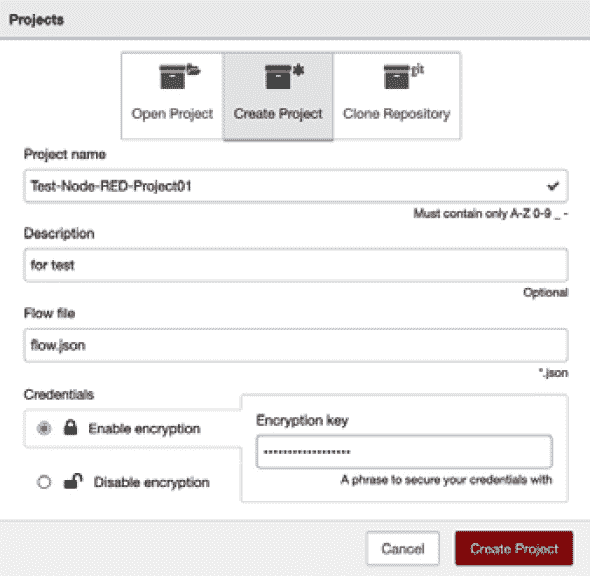 Projects
git
Open Project
Create Project
Clone Repository
Project name
Test-Node-RED-Project01
Must contain only A-Z 0-9 _ -
Description
for test
Optional
Flow file
flow.json
*.json
Credentials
Enable encryption
Encryption key
••••••••••••••••••
A phrase to secure your credentials with
Disable encryption
Cancel
Create Project